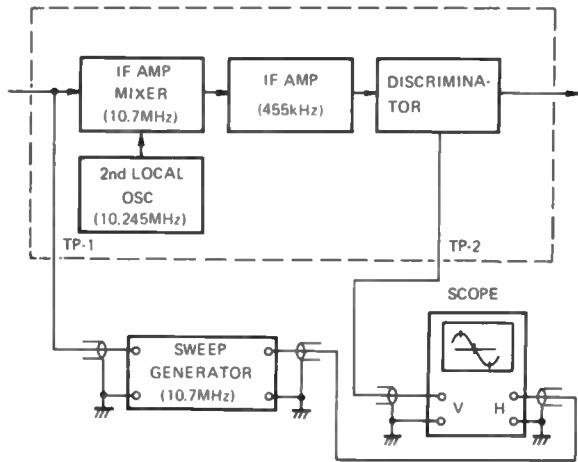 IF AMP
MIXER
(10.7MHz)
IF AMP
(455kHz)
DISCRIMINA-
TOR
2nd LOCAL
OSC
(10.245MHz)
TP-1
TP-2
SCOPE
SWEEP
GENERATOR
(10.7MHz)
V H